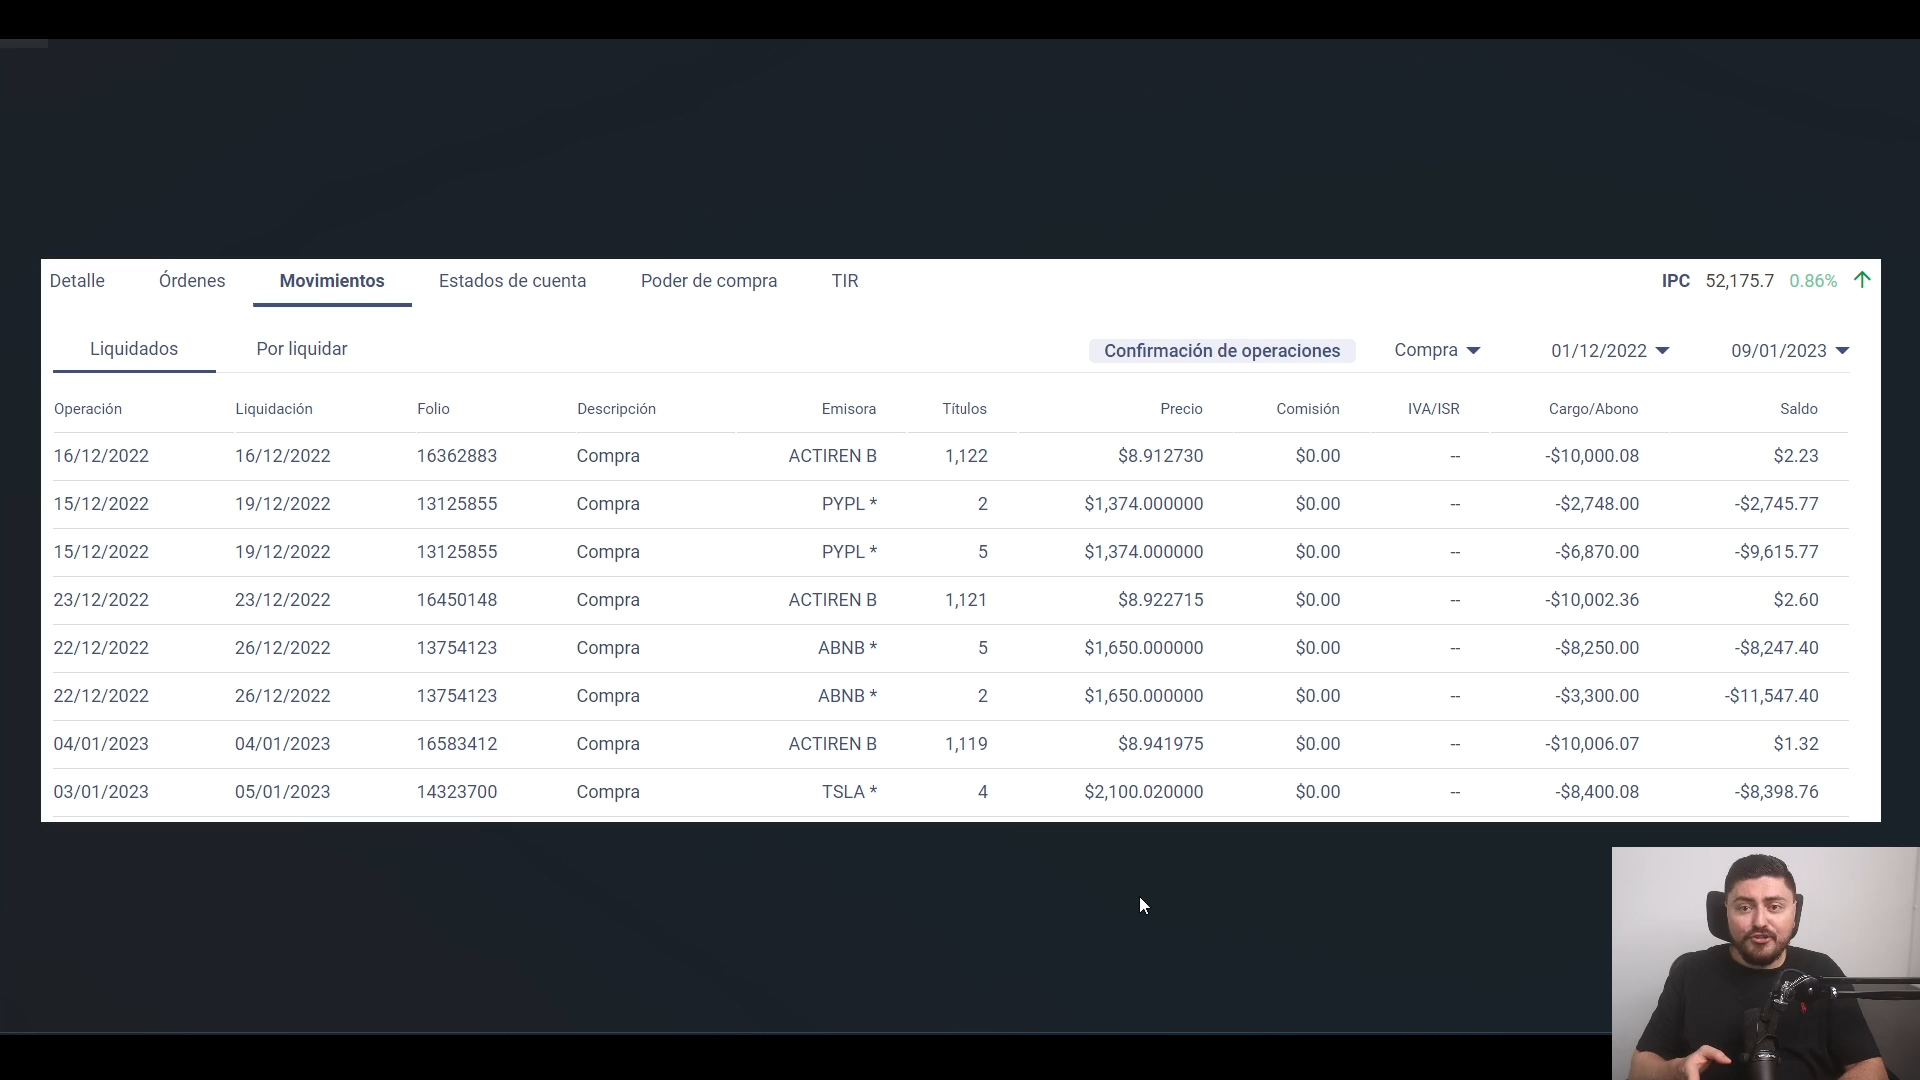 Detalle Órdenes Movimientos Estados de cuenta Poder de compra TIR IPC 52,175.7 0.86%
Liquidados Por liquidar Confirmación de operaciones Compra 01/12/2022 09/01/2023
Operación Liquidación Folio Descripción Emisora Títulos Precio Comisión IVA/ISR Cargo/Abono Saldo
16/12/2022 16/12/2022 16362883 Compra ACTIREN B 1,122 $8.912730 $0.00 -- -$10,000.08 $2.23
15/12/2022 19/12/2022 13125855 Compra PYPL * 2 $1,374.000000 $0.00 -- -$2,748.00 -$2,745.77
15/12/2022 19/12/2022 13125855 Compra PYPL * 5 $1,374.000000 $0.00 -- -$6,870.00 -$9,615.77
23/12/2022 23/12/2022 16450148 Compra ACTIREN B 1,121 $8.922715 $0.00 -- -$10,002.36 $2.60
22/12/2022 26/12/2022 13754123 Compra ABNB * 5 $1,650.000000 $0.00 -- -$8,250.00 -$8,247.40
22/12/2022 26/12/2022 13754123 Compra ABNB * 2 $1,650.000000 $0.00 -- -$3,300.00 -$11,547.40
04/01/2023 04/01/2023 16583412 Compra ACTIREN B 1,119 $8.941975 $0.00 -- -$10,006.07 $1.32
03/01/2023 05/01/2023 14323700 Compra TSLA * 4 $2,100.020000 $0.00 -- -$8,400.08 -$8,398.76